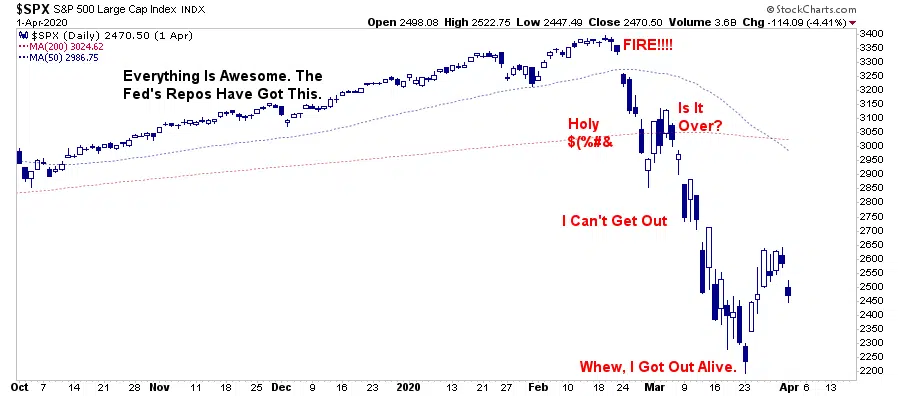 $SPX S&P 500 Large Cap Index INDX © StockCharts.com
1-Apr-2020 Open 2498.08 High 2522.75 Low 2447.49 Close 2470.50 Volume 3.6B Chg -114.09 (-4.41%)
$SPX (Daily) 2470.50 (1 Apr)
MA(200) 3024.62
MA(50) 2986.75
FIRE!!!!
Everything Is Awesome. The
Fed's Repos Have Got This.
Is It
Over?
Holy
$(%#&
I Can't Get Out
Whew, I Got Out Alive.
3400
3350
3300
3250
3200
3150
3100
3050
3000
2950
2900
2850
2800
2750
2700
2650
2600
2550
2500
2450
2400
2350
2300
2250
2200
Oct 7 14 21 28 Nov 11 18 25 Dec 9 16 23 2020 13 21 27 Feb 10 18 24 Mar 9 16 23 Apr 6 13